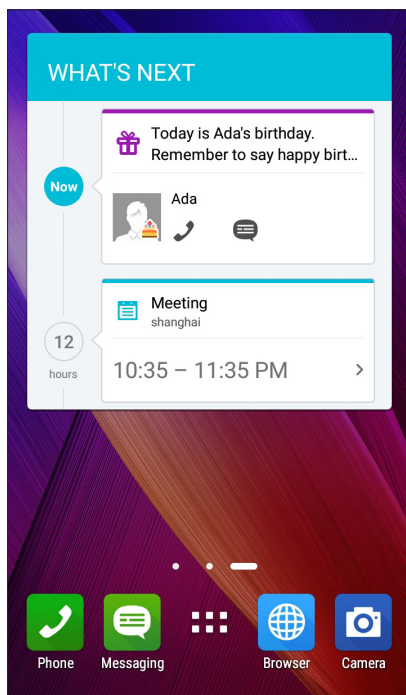 WHAT'S NEXT
Today is Ada's birthday.
Remember to say happy birt...
Now
Ada
Meeting
shanghai
12
hours
10:35 – 11:35 PM
Phone
Messaging
Browser
Camera